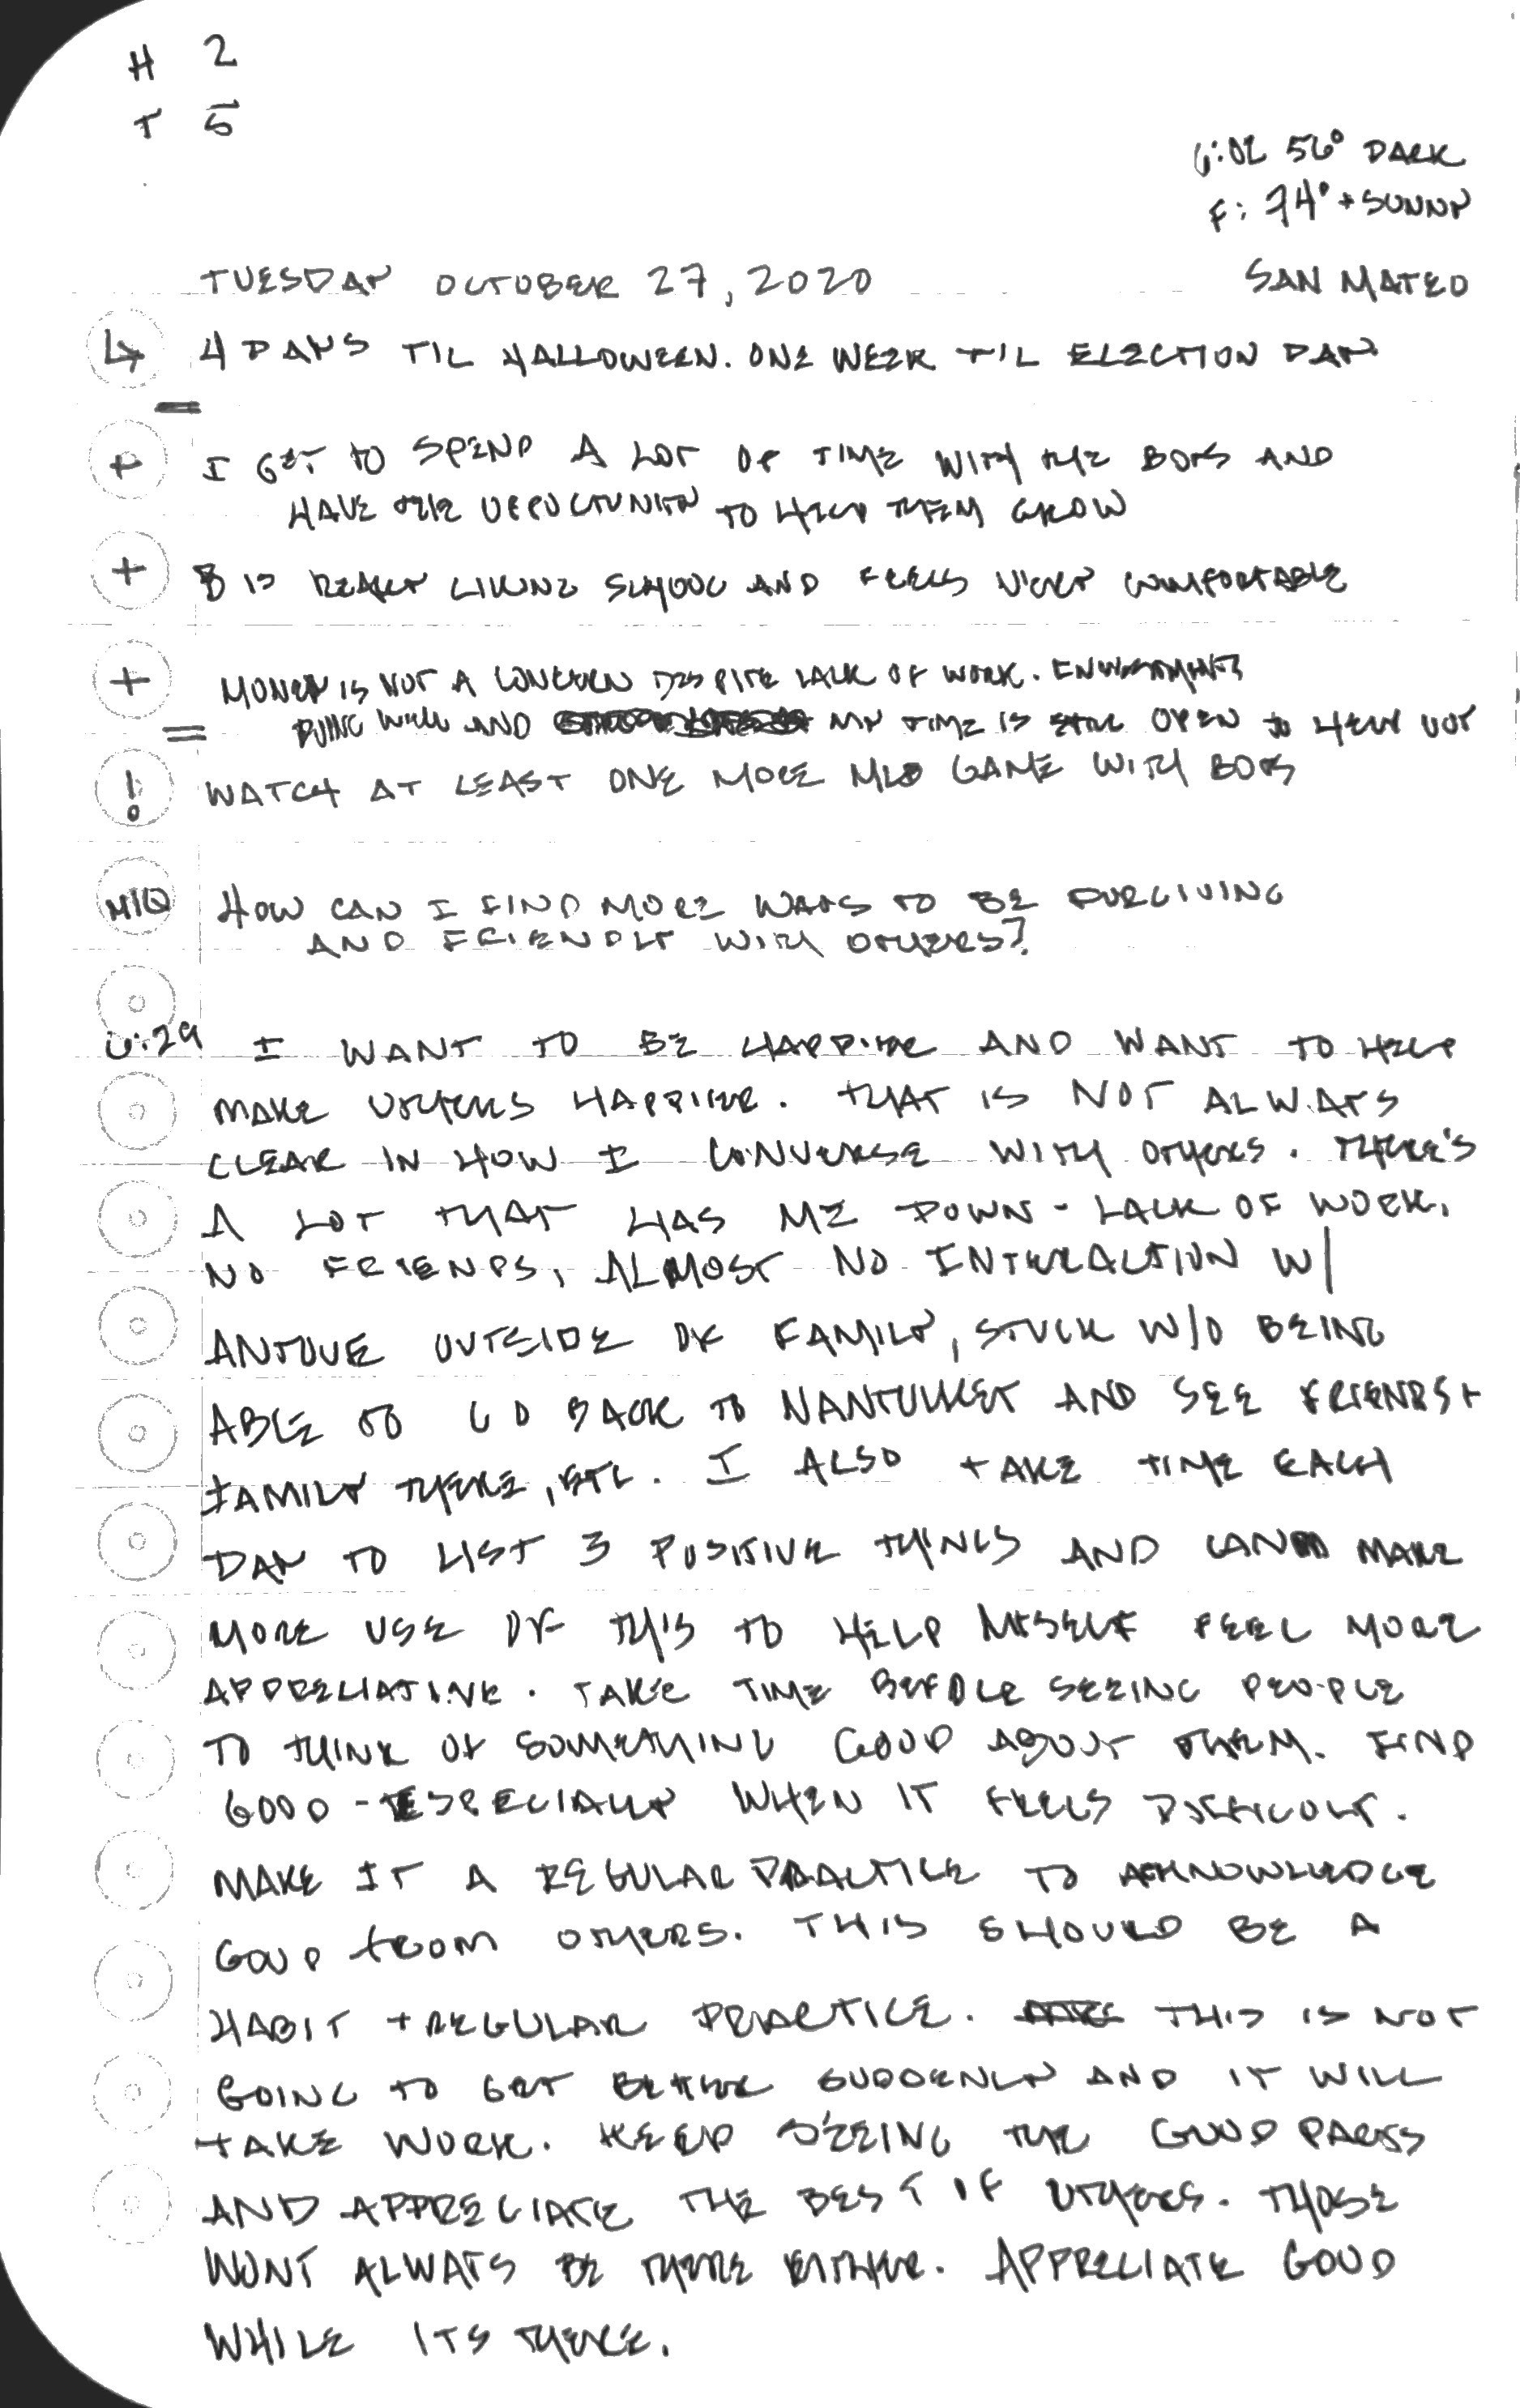 H 2
T 5
6:02 56° DARK
F: 74° + SUNNY
TUESDAY OCTOBER 27, 2020
SAN MATEO
↳ 4 DAYS TIL HALLOWEEN. ONE WEEK TIL ELECTION DAY
=
+ I GET TO SPEND A LOT OF TIME WITH THE BOYS AND
HAVE THE OPPORTUNITY TO HELP THEM GROW
+ B IS REALLY LIKING SCHOOL AND FEELS VERY COMFORTABLE
+ MONEY IS NOT A CONCERN DESPITE LACK OF WORK.
DOING WELL AND MY TIME IS STILL OPEN TO HELP OUT
=
! WATCH AT LEAST ONE MORE MLB GAME WITH BOYS
MIQ HOW CAN I FIND MORE WAYS TO BE FORGIVING
AND FRIENDLY WITH OTHERS?
6:29 I WANT TO BE HAPPIER AND WANT TO HELP
MAKE OTHERS HAPPIER. THAT IS NOT ALWAYS
CLEAR IN HOW I CONVERSE WITH OTHERS. THERE'S
A LOT THAT HAS ME DOWN - LACK OF WORK,
NO FRIENDS, ALMOST NO INTERACTION W/
ANYONE OUTSIDE OF FAMILY, STUCK W/O BEING
ABLE TO GO BACK TO NANTUCKET AND SEE FRIENDS +
FAMILY THERE, ETC. I ALSO TAKE TIME EACH
DAY TO LIST 3 POSITIVE THINGS AND CAN MAKE
MORE USE OF THIS TO HELP MYSELF FEEL MORE
APPRECIATIVE. TAKE TIME BEFORE SEEING PEOPLE
TO THINK OF SOMETHING GOOD ABOUT THEM. FIND
GOOD - ESPECIALLY WHEN IT FEELS DIFFICULT.
MAKE IT A REGULAR PRACTICE TO ACKNOWLEDGE
GOOD FROM OTHERS. THIS SHOULD BE A
HABIT + REGULAR PRACTICE. THIS IS NOT
GOING TO GET BETTER SUDDENLY AND IT WILL
TAKE WORK. KEEP SEEING THE GOOD PARTS
AND APPRECIATE THE BEST OF OTHERS. THOSE
WONT ALWAYS BE THERE EITHER. APPRECIATE GOOD
WHILE ITS THERE.